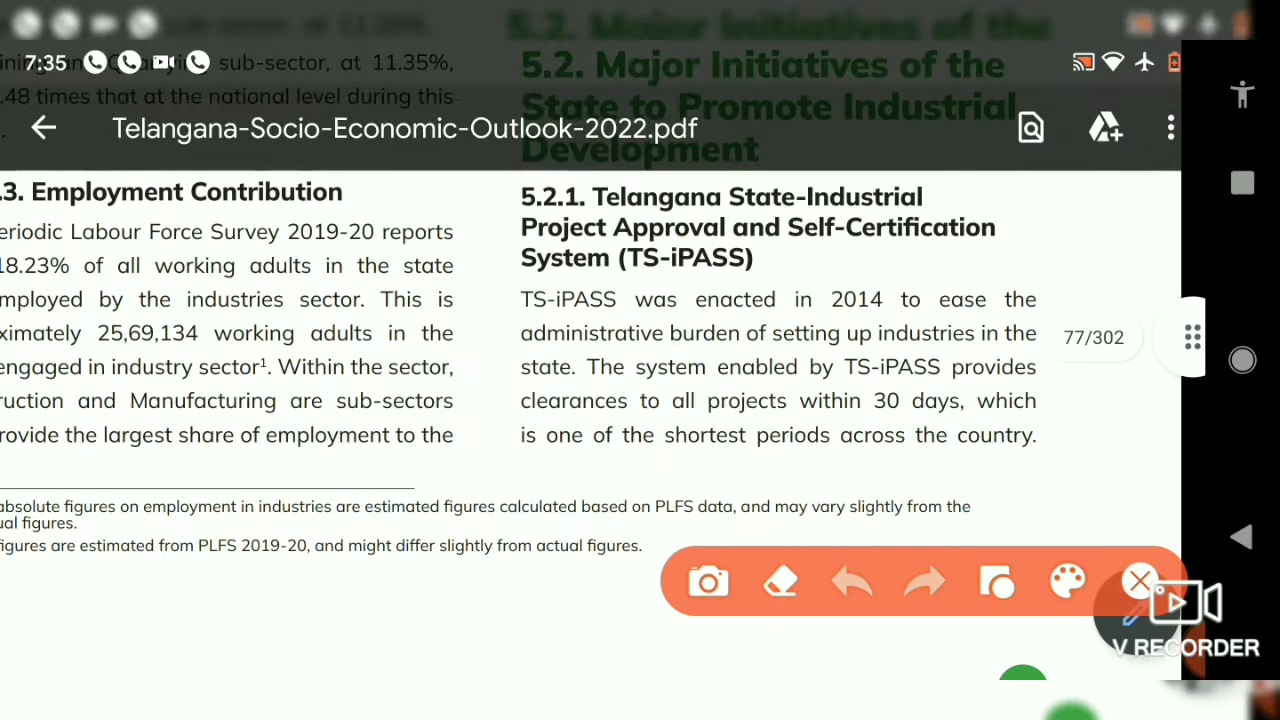 5.2. Major Initiatives of the
7:35
ub-sector, at 11.35%,
.48 times that at the national level during this
5.2. Major Initiatives of the
State to Promote Industrial
Development
Telangana-Socio-Economic-Outlook-2022.pdf
.3. Employment Contribution
eriodic Labour Force Survey 2019-20 reports
18.23% of all working adults in the state
mployed by the industries sector. This is
ximately 25,69,134 working adults in the
engaged in industry sector¹. Within the sector,
ruction and Manufacturing are sub-sectors
rovide the largest share of employment to the
5.2.1. Telangana State-Industrial
Project Approval and Self-Certification
System (TS-iPASS)
TS-iPASS was enacted in 2014 to ease the
administrative burden of setting up industries in the
state. The system enabled by TS-iPASS provides
clearances to all projects within 30 days, which
is one of the shortest periods across the country.
77/302
absolute figures on employment in industries are estimated figures calculated based on PLFS data, and may vary slightly from the
ual figures.
figures are estimated from PLFS 2019-20, and might differ slightly from actual figures.
V RECORDER